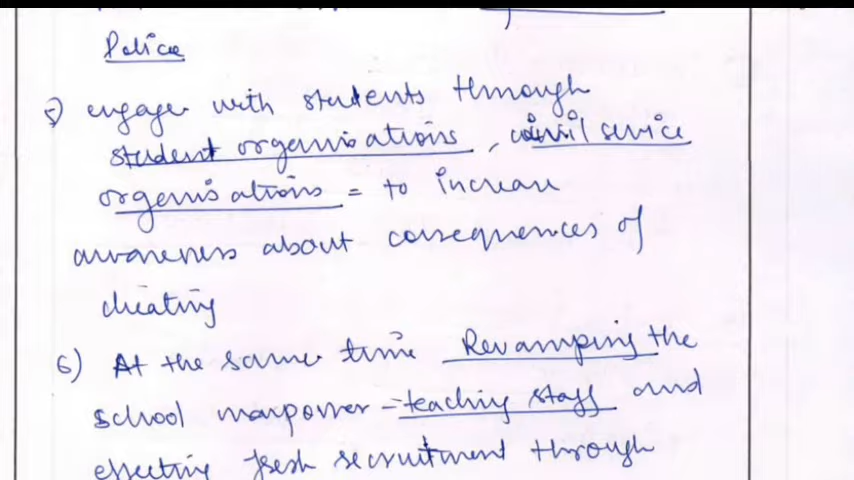 Police
5) engage with students through
student organisations, civil service
organisations = to increase
awareness about consequences of
cheating
6) At the same time Revamping the
school manpower - teaching staff and
effecting fresh recruitment through